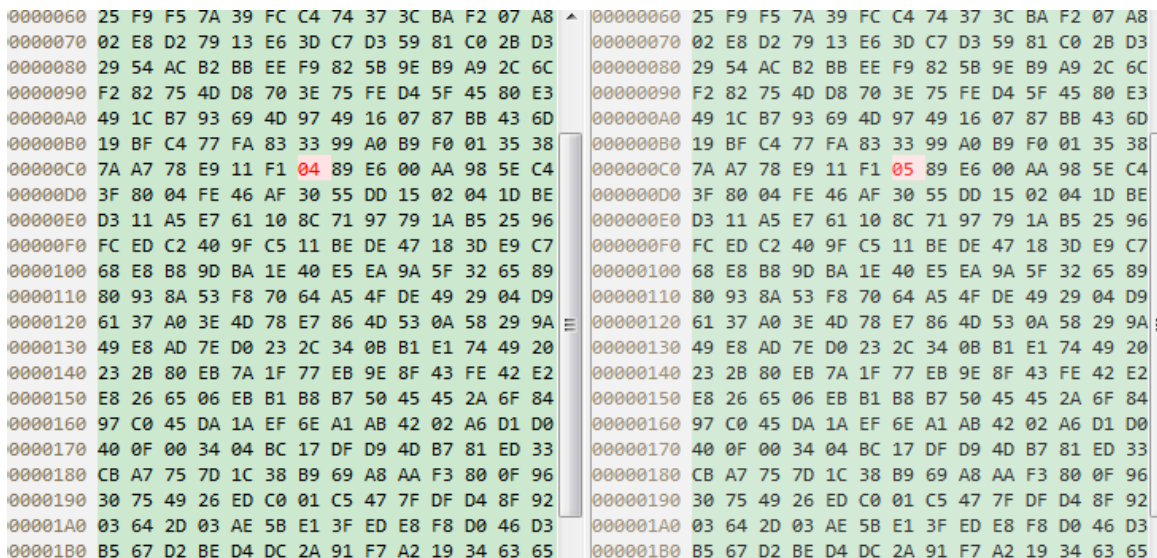 00000060 25 F9 F5 7A 39 FC C4 74 37 3C BA F2 07 A8 00000060 25 F9 F5 7A 39 FC C4 74 37 3C BA F2 07 A8
00000070 02 E8 D2 79 13 E6 3D C7 D3 59 81 C0 2B D3 00000070 02 E8 D2 79 13 E6 3D C7 D3 59 81 C0 2B D3
00000080 29 54 AC B2 BB EE F9 82 5B 9E B9 A9 2C 6C 00000080 29 54 AC B2 BB EE F9 82 5B 9E B9 A9 2C 6C
00000090 F2 82 75 4D D8 70 3E 75 FE D4 5F 45 80 E3 00000090 F2 82 75 4D D8 70 3E 75 FE D4 5F 45 80 E3
000000A0 49 1C B7 93 69 4D 97 49 16 07 87 BB 43 6D 000000A0 49 1C B7 93 69 4D 97 49 16 07 87 BB 43 6D
000000B0 19 BF C4 77 FA 83 33 99 A0 B9 F0 01 35 38 000000B0 19 BF C4 77 FA 83 33 99 A0 B9 F0 01 35 38
000000C0 7A A7 78 E9 11 F1 04 89 E6 00 AA 98 5E C4 000000C0 7A A7 78 E9 11 F1 05 89 E6 00 AA 98 5E C4
000000D0 3F 80 04 FE 46 AF 30 55 DD 15 02 04 1D BE 000000D0 3F 80 04 FE 46 AF 30 55 DD 15 02 04 1D BE
000000E0 D3 11 A5 E7 61 10 8C 71 97 79 1A B5 25 96 000000E0 D3 11 A5 E7 61 10 8C 71 97 79 1A B5 25 96
000000F0 FC ED C2 40 9F C5 11 BE DE 47 18 3D E9 C7 000000F0 FC ED C2 40 9F C5 11 BE DE 47 18 3D E9 C7
00000100 68 E8 B8 9D BA 1E 40 E5 EA 9A 5F 32 65 89 00000100 68 E8 B8 9D BA 1E 40 E5 EA 9A 5F 32 65 89
00000110 80 93 8A 53 F8 70 64 A5 4F DE 49 29 04 D9 00000110 80 93 8A 53 F8 70 64 A5 4F DE 49 29 04 D9
00000120 61 37 A0 3E 4D 78 E7 86 4D 53 0A 58 29 9A 00000120 61 37 A0 3E 4D 78 E7 86 4D 53 0A 58 29 9A
00000130 49 E8 AD 7E D0 23 2C 34 0B B1 E1 74 49 20 00000130 49 E8 AD 7E D0 23 2C 34 0B B1 E1 74 49 20
00000140 23 2B 80 EB 7A 1F 77 EB 9E 8F 43 FE 42 E2 00000140 23 2B 80 EB 7A 1F 77 EB 9E 8F 43 FE 42 E2
00000150 E8 26 65 06 EB B1 B8 B7 50 45 45 2A 6F 84 00000150 E8 26 65 06 EB B1 B8 B7 50 45 45 2A 6F 84
00000160 97 C0 45 DA 1A EF 6E A1 AB 42 02 A6 D1 D0 00000160 97 C0 45 DA 1A EF 6E A1 AB 42 02 A6 D1 D0
00000170 40 0F 00 34 04 BC 17 DF D9 4D B7 81 ED 33 00000170 40 0F 00 34 04 BC 17 DF D9 4D B7 81 ED 33
00000180 CB A7 75 7D 1C 38 B9 69 A8 AA F3 80 0F 96 00000180 CB A7 75 7D 1C 38 B9 69 A8 AA F3 80 0F 96
00000190 30 75 49 26 ED C0 01 C5 47 7F DF D4 8F 92 00000190 30 75 49 26 ED C0 01 C5 47 7F DF D4 8F 92
000001A0 03 64 2D 03 AE 5B E1 3F ED E8 F8 D0 46 D3 000001A0 03 64 2D 03 AE 5B E1 3F ED E8 F8 D0 46 D3
000001B0 B5 67 D2 BE D4 DC 2A 91 F7 A2 19 34 63 65 000001B0 B5 67 D2 BE D4 DC 2A 91 F7 A2 19 34 63 65